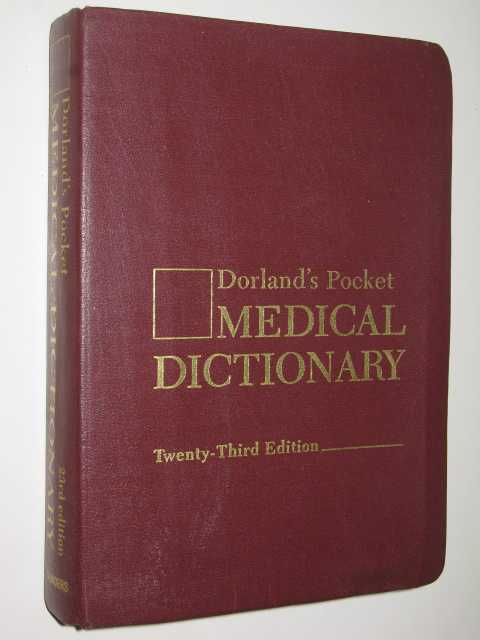 Dorland's Pocket
MEDICAL
DICTIONARY
Twenty-Third Edition
Dorland's Pocket
MEDICAL DICTIONARY
23rd edition